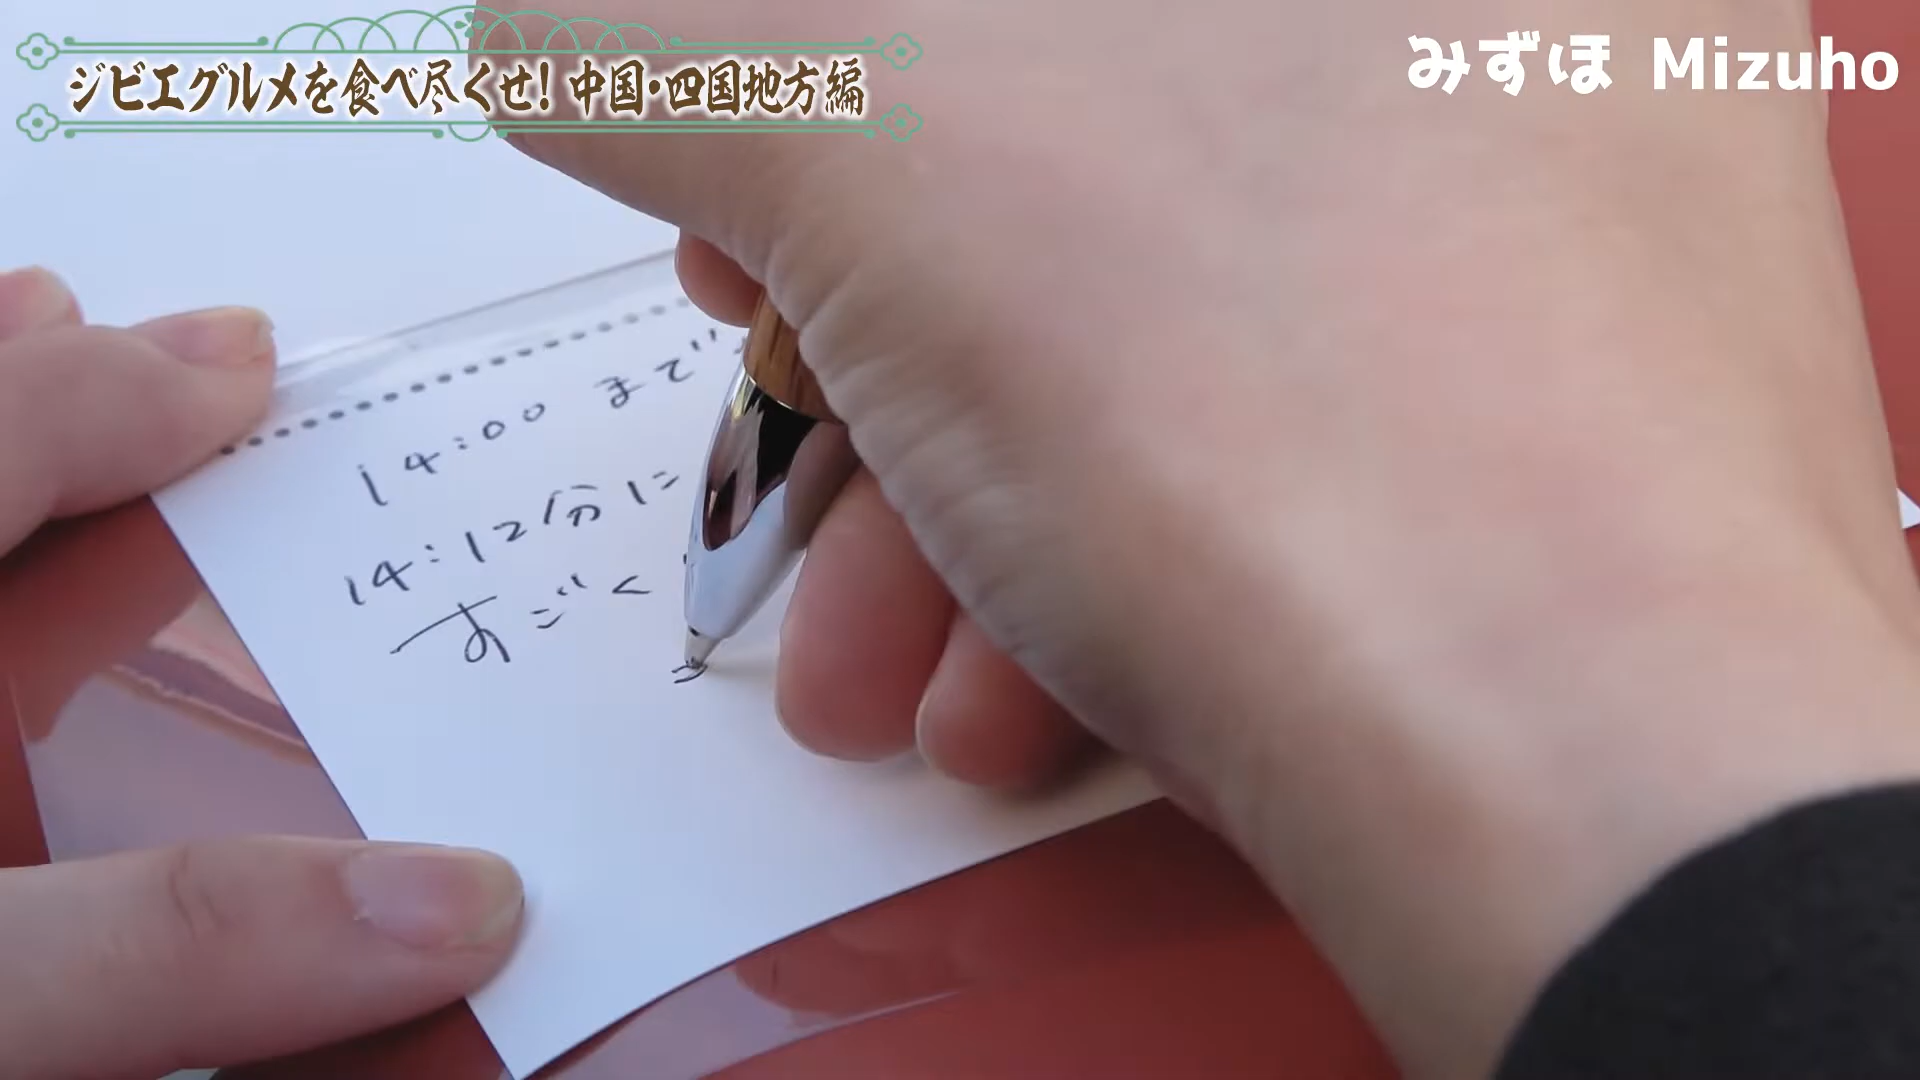 ジビエグルメを食べ尽くせ! 中国・四国地方編
みずほ Mizuho
14:00 まで
14:12分に
すごく